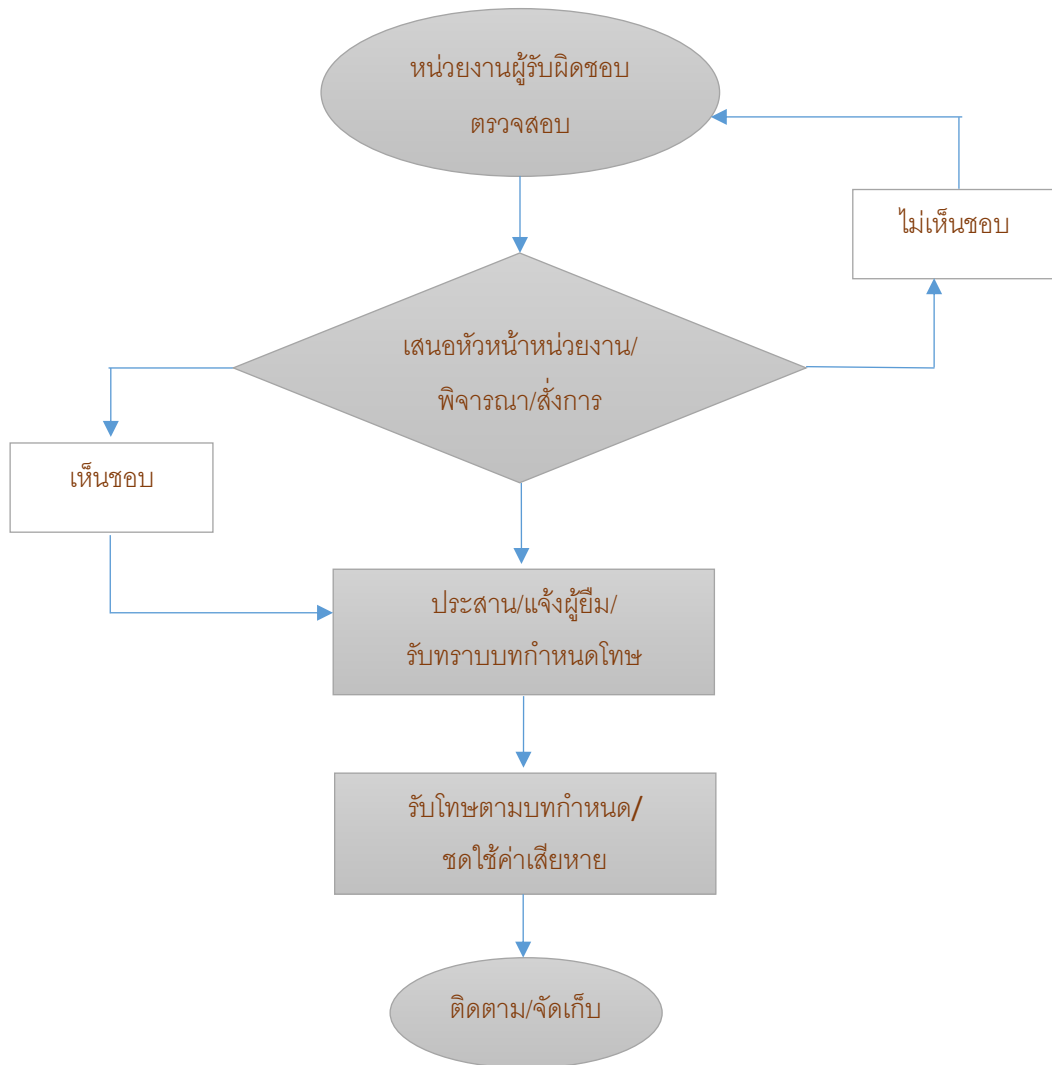 หน่วยงานผู้รับผิดชอบ
ตรวจสอบ
ไม่เห็นชอบ
เสนอหัวหน้าหน่วยงาน/
พิจารณา/สั่งการ
เห็นชอบ
ประสาน/แจ้งผู้ยืม/
รับทราบบทกำหนดโทษ
รับโทษตามบทกำหนด/
ชดใช้ค่าเสียหาย
ติดตาม/จัดเก็บ